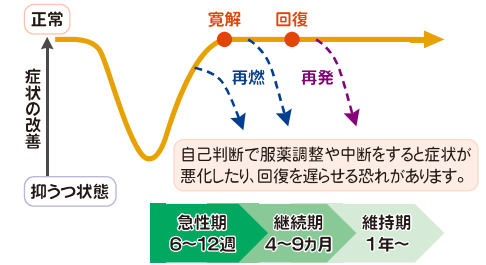 正常
寛解
回復
症状の改善
再燃
再発
自己判断で服薬調整や中断をすると症状が
悪化したり、回復を遅らせる恐れがあります。
抑うつ状態
急性期
6〜12週
継続期
4〜9カ月
維持期
1年〜